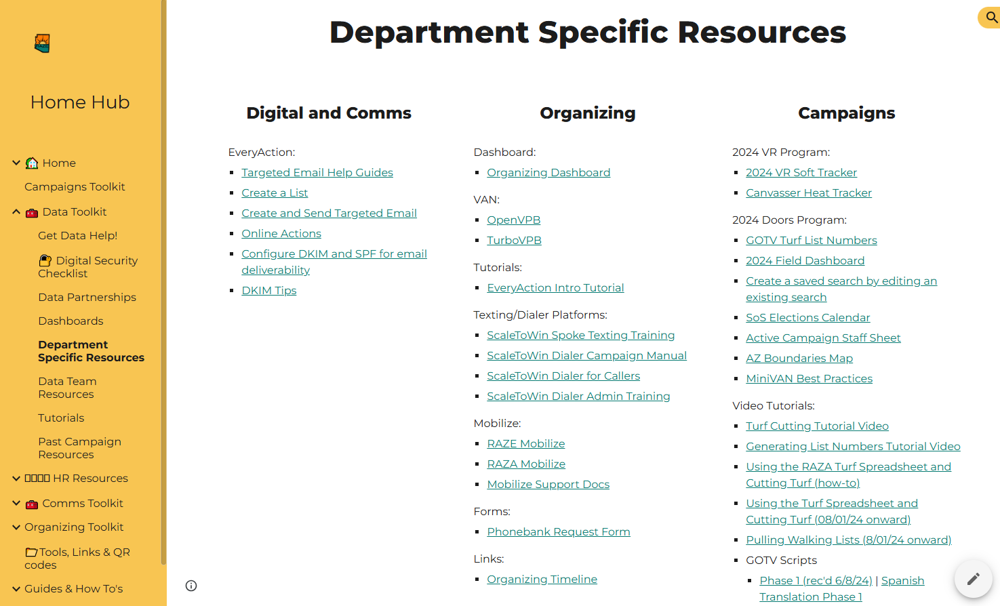 Home Hub
Home
Campaigns Toolkit
Data Toolkit
Get Data Help!
Digital Security
Checklist
Data Partnerships
Dashboards
Department
Specific Resources
Data Team
Resources
Tutorials
Past Campaign
Resources
HR Resources
Comms Toolkit
Organizing Toolkit
Tools, Links & QR
codes
Guides & How To's
Department Specific Resources
Digital and Comms
EveryAction:
Targeted Email Help Guides
Create a List
Create and Send Targeted Email
Online Actions
Configure DKIM and SPF for email
deliverability
DKIM Tips
Organizing
Dashboard:
Organizing Dashboard
VAN:
OpenVPB
TurboVPB
Tutorials:
EveryAction Intro Tutorial
Texting/Dialer Platforms:
ScaleToWin Spoke Texting Training
ScaleToWin Dialer Campaign Manual
ScaleToWin Dialer for Callers
ScaleToWin Dialer Admin Training
Mobilize:
RAZE Mobilize
RAZA Mobilize
Mobilize Support Docs
Forms:
Phonebank Request Form
Links:
Organizing Timeline
Campaigns
2024 VR Program:
2024 VR Soft Tracker
Canvasser Heat Tracker
2024 Doors Program:
GOTV Turf List Numbers
2024 Field Dashboard
Create a saved search by editing an
existing search
SoS Elections Calendar
Active Campaign Staff Sheet
AZ Boundaries Map
MiniVAN Best Practices
Video Tutorials:
Turf Cutting Tutorial Video
Generating List Numbers Tutorial Video
Using the RAZA Turf Spreadsheet and
Cutting Turf (how-to)
Using the Turf Spreadsheet and
Cutting Turf (08/01/24 onward)
Pulling Walking Lists (8/01/24 onward)
GOTV Scripts
Phase 1 (rec'd 6/8/24) | Spanish
Translation Phase 1